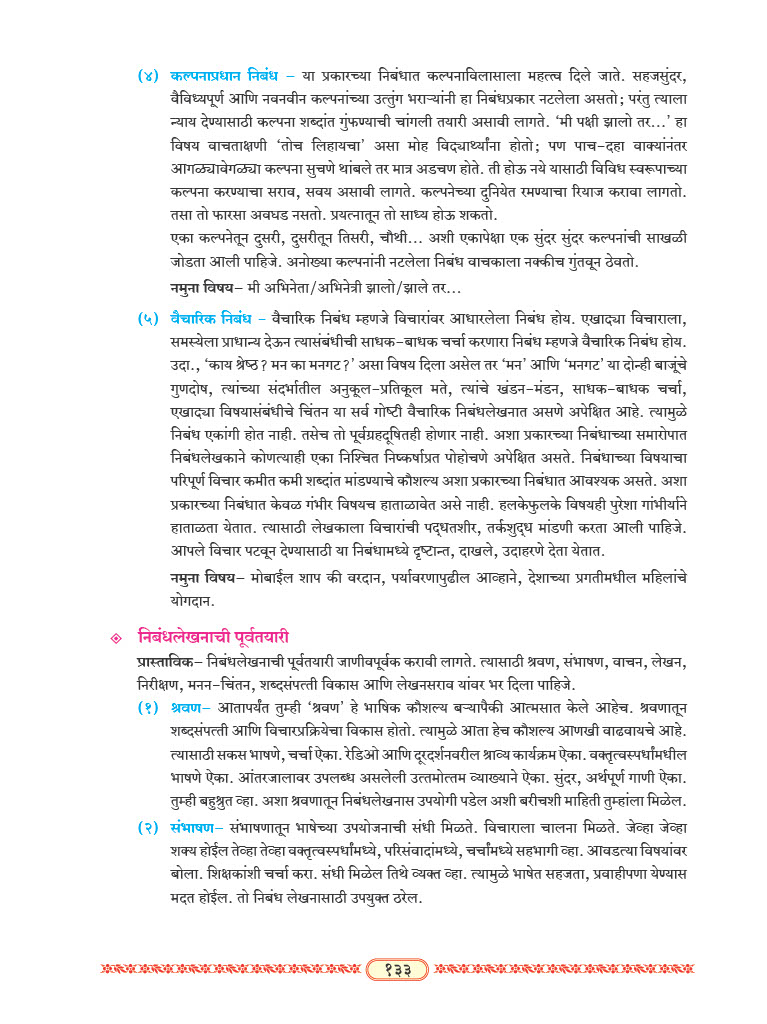 (४) कल्पनाप्रधान निबंध – या प्रकारच्या निबंधात कल्पनाविलासाला महत्त्व दिले जाते. सहजसुंदर,
वैविध्यपूर्ण आणि नवनवीन कल्पनांच्या उत्तुंग भराऱ्यांनी हा निबंधप्रकार नटलेला असतो; परंतु त्याला
न्याय देण्यासाठी कल्पना शब्दांत गुंफण्याची चांगली तयारी असावी लागते. ‘मी पक्षी झालो तर...’ हा
विषय वाचताक्षणी ‘तोच लिहायचा’ असा मोह विद्यार्थ्यांना होतो; पण पाच-दहा वाक्यांनंतर
आगळ्यावेगळ्या कल्पना सुचणे थांबले तर मात्र अडचण होते. ती होऊ नये यासाठी विविध स्वरूपाच्या
कल्पना करण्याचा सराव, सवय असावी लागते. कल्पनेच्या दुनियेत रमण्याचा रियाज करावा लागतो.
तसा तो फारसा अवघड नसतो. प्रयत्नातून तो साध्य होऊ शकतो.
एका कल्पनेतून दुसरी, दुसरीतून तिसरी, चौथी... अशी एकापेक्षा एक सुंदर सुंदर कल्पनांची साखळी
जोडता आली पाहिजे. अनोख्या कल्पनांनी नटलेला निबंध वाचकाला नक्कीच गुंतवून ठेवतो.
नमुना विषय– मी अभिनेता/अभिनेत्री झालो/झाले तर...
(५) वैचारिक निबंध - वैचारिक निबंध म्हणजे विचारांवर आधारलेला निबंध होय. एखाद्या विचाराला,
समस्येला प्राधान्य देऊन त्यासंबंधीची साधक-बाधक चर्चा करणारा निबंध म्हणजे वैचारिक निबंध होय.
उदा., ‘काय श्रेष्ठ? मन का मनगट?’ असा विषय दिला असेल तर ‘मन’ आणि ‘मनगट’ या दोन्ही बाजूंचे
गुणदोष, त्यांच्या संदर्भातील अनुकूल-प्रतिकूल मते, त्यांचे खंडन-मंडन, साधक-बाधक चर्चा,
एखाद्या विषयासंबंधीचे चिंतन या सर्व गोष्टी वैचारिक निबंधलेखनात असणे अपेक्षित आहे. त्यामुळे
निबंध एकांगी होत नाही. तसेच तो पूर्वग्रहदूषितही होणार नाही. अशा प्रकारच्या निबंधाच्या समारोपात
निबंधलेखकाने कोणत्याही एका निश्चित निष्कर्षाप्रत पोहोचणे अपेक्षित असते. निबंधाच्या विषयाचा
परिपूर्ण विचार कमीत कमी शब्दांत मांडण्याचे कौशल्य अशा प्रकारच्या निबंधात आवश्यक असते. अशा
प्रकारच्या निबंधात केवळ गंभीर विषयच हाताळावेत असे नाही. हलकेफुलके विषयही पुरेशा गांभीर्याने
हाताळता येतात. त्यासाठी लेखकाला विचारांची पद्धतशीर, तर्कशुद्ध मांडणी करता आली पाहिजे.
आपले विचार पटवून देण्यासाठी या निबंधामध्ये दृष्टान्त, दाखले, उदाहरणे देता येतात.
नमुना विषय– मोबाईल शाप की वरदान, पर्यावरणापुढील आव्हाने, देशाच्या प्रगतीमधील महिलांचे
योगदान.
निबंधलेखनाची पूर्वतयारी
प्रास्ताविक– निबंधलेखनाची पूर्वतयारी जाणीवपूर्वक करावी लागते. त्यासाठी श्रवण, संभाषण, वाचन, लेखन,
निरीक्षण, मनन-चिंतन, शब्दसंपत्ती विकास आणि लेखनसराव यांवर भर दिला पाहिजे.
(१) श्रवण– आतापर्यंत तुम्ही ‘श्रवण’ हे भाषिक कौशल्य बऱ्यापैकी आत्मसात केले आहेच. श्रवणातून
शब्दसंपत्ती आणि विचारप्रक्रियेचा विकास होतो. त्यामुळे आता हेच कौशल्य आणखी वाढवायचे आहे.
त्यासाठी सकस भाषणे, चर्चा ऐका. रेडिओ आणि दूरदर्शनवरील श्राव्य कार्यक्रम ऐका. वक्तृत्वस्पर्धांमधील
भाषणे ऐका. आंतरजालावर उपलब्ध असलेली उत्तमोत्तम व्याख्याने ऐका. सुंदर, अर्थपूर्ण गाणी ऐका.
तुम्ही बहुश्रुत व्हा. अशा श्रवणातून निबंधलेखनास उपयोगी पडेल अशी बरीचशी माहिती तुम्हांला मिळेल.
(२) संभाषण– संभाषणातून भाषेच्या उपयोजनाची संधी मिळते. विचाराला चालना मिळते. जेव्हा जेव्हा
शक्य होईल तेव्हा तेव्हा वक्तृत्वस्पर्धांमध्ये, परिसंवादांमध्ये, चर्चांमध्ये सहभागी व्हा. आवडत्या विषयांवर
बोला. शिक्षकांशी चर्चा करा. संधी मिळेल तिथे व्यक्त व्हा. त्यामुळे भाषेत सहजता, प्रवाहीपणा येण्यास
मदत होईल. तो निबंध लेखनासाठी उपयुक्त ठरेल.
१३३